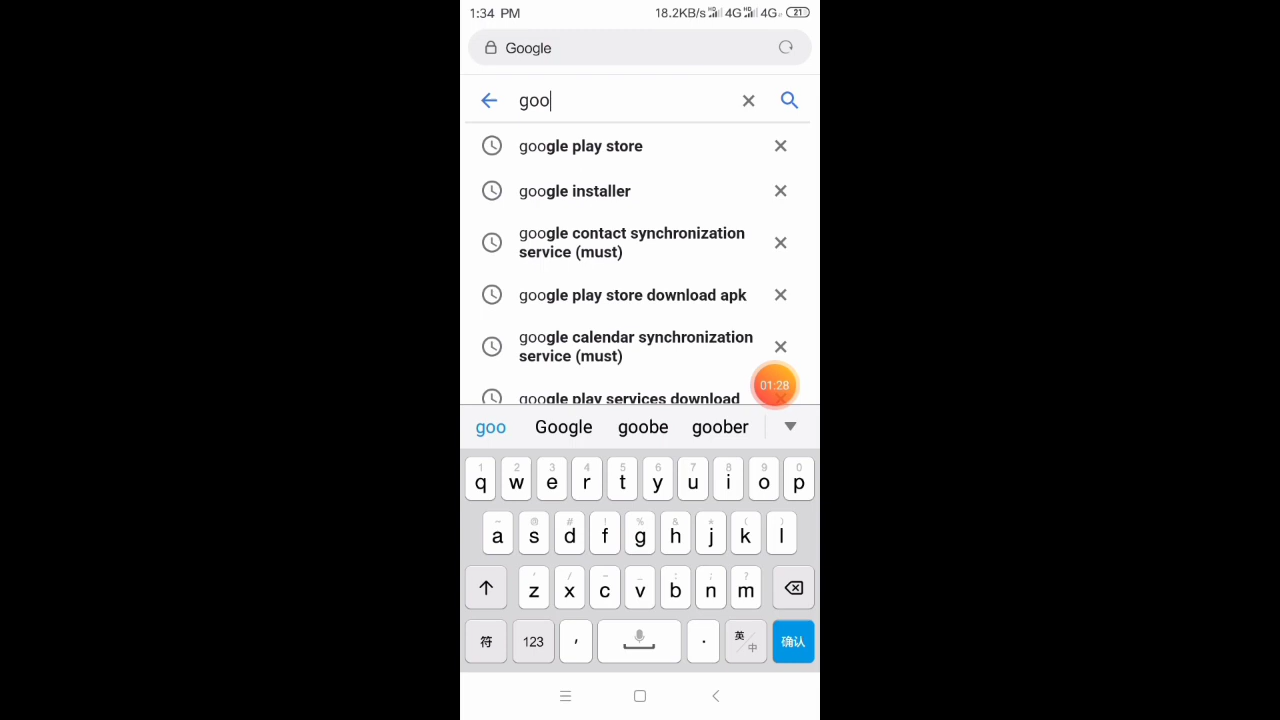 1:34 PM 18.2KB/s HD 4G HD 4G 21
Google
goo
google play store
google installer
google contact synchronization
service (must)
google play store download apk
google calendar synchronization
service (must)
01:28
google play services download
goo Google goobe goober
1 2 3 4 5 6 7 8 9 0
q w e r t y u i o p
~ @ # ! % & * ( )
a s d f g h j k l
' / - _ : ; ?
z x c v b n m
符 123 , . 英/中 确认